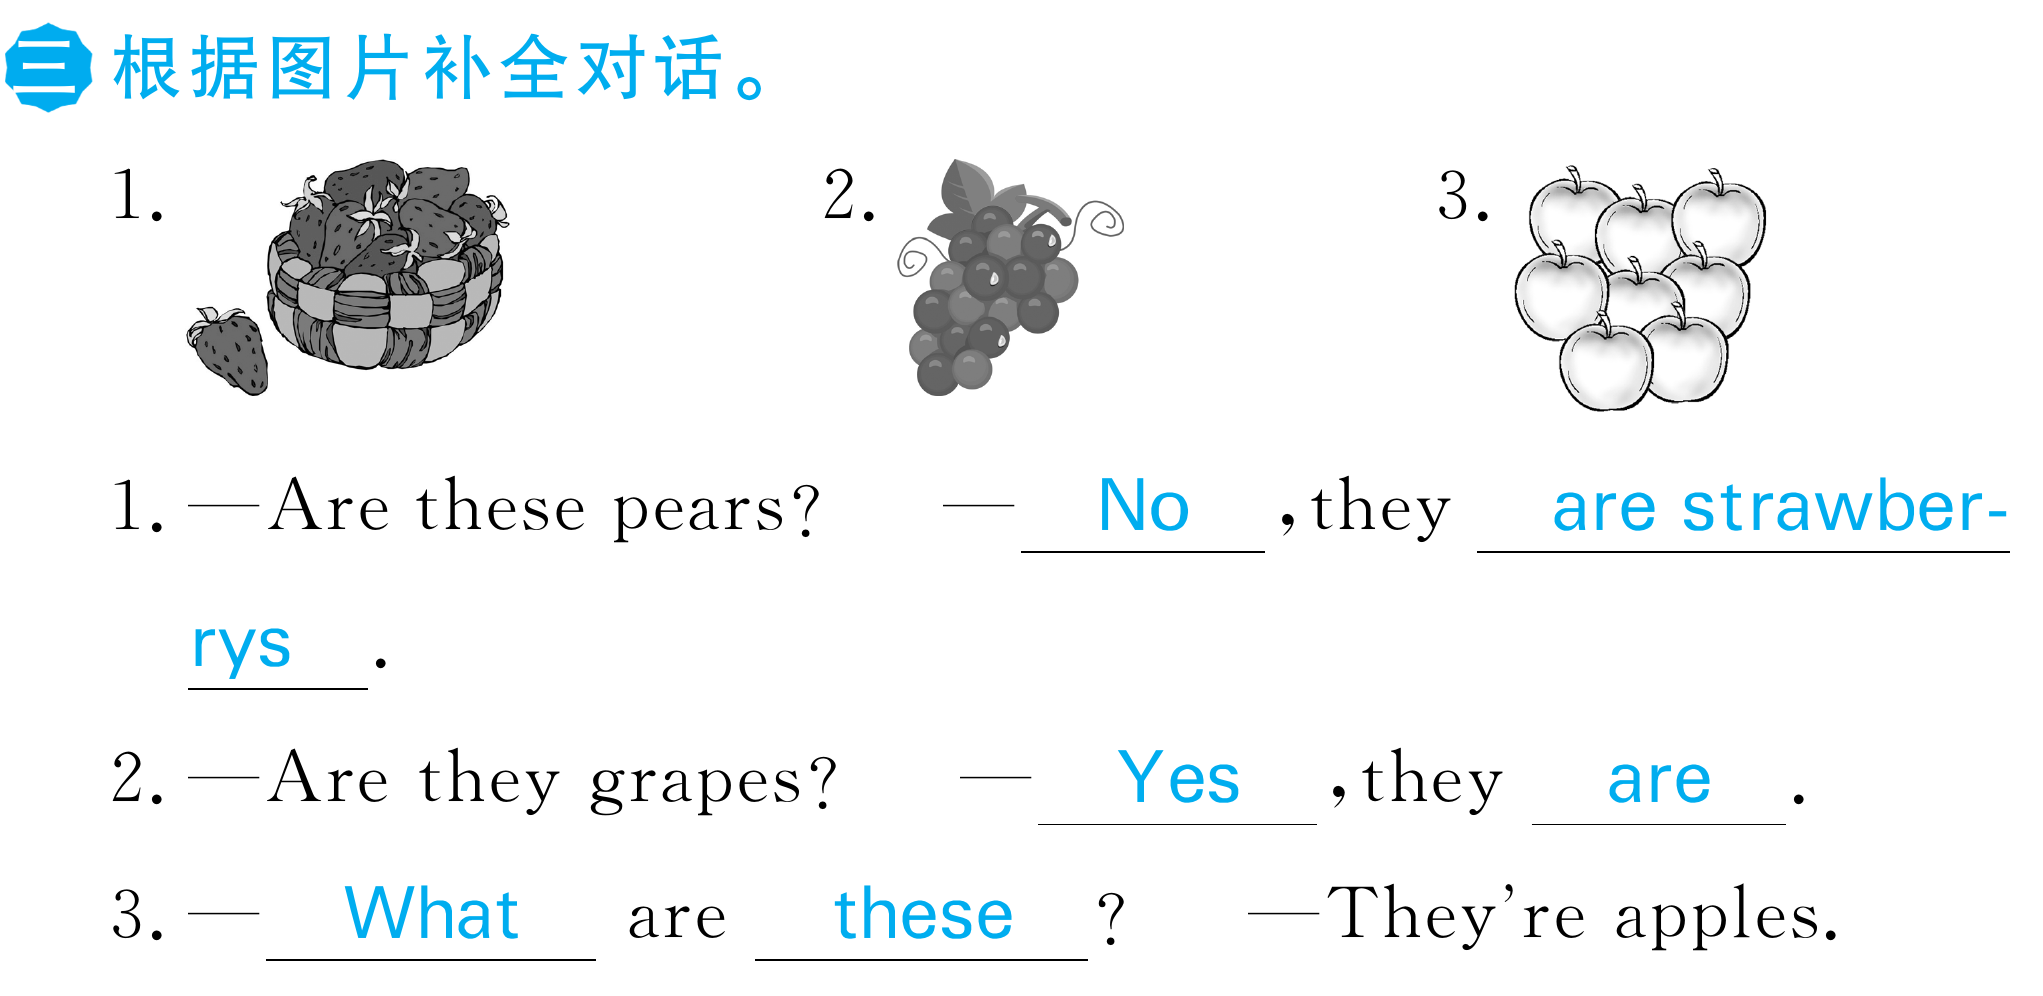 三 根据图片补全对话。
1. 2. 3.
1. —Are these pears? — No ,they are strawber-
rys .
2. —Are they grapes? — Yes ,they are .
3. — What are these ? —They’re apples.